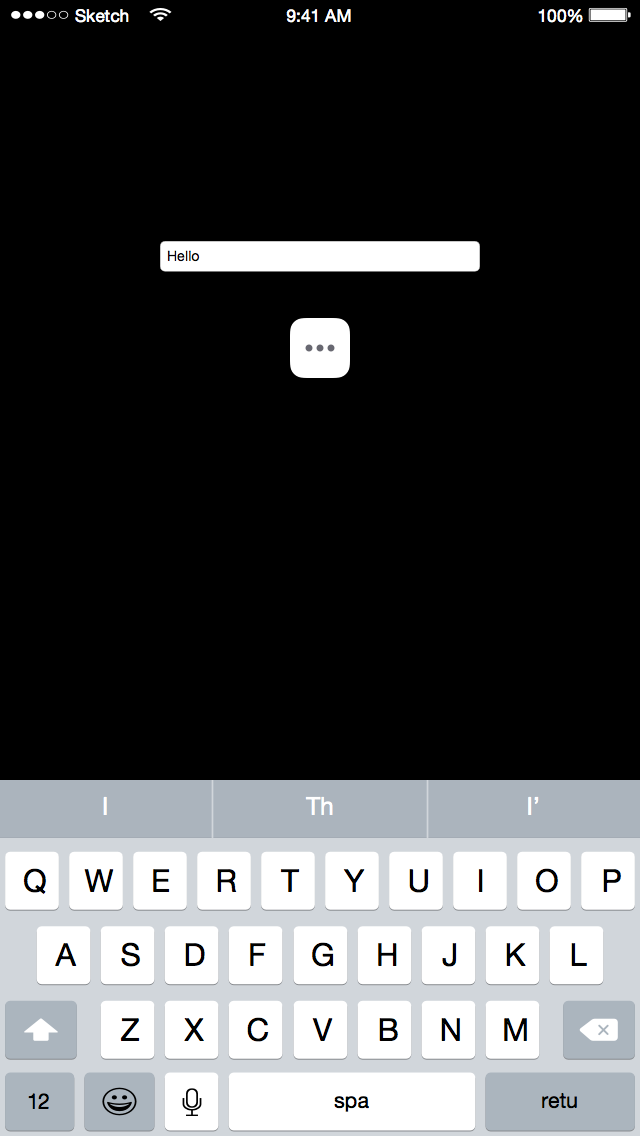 Sketch 9:41 AM 100%
Hello
I Th I’
Q W E R T Y U I O P
A S D F G H J K L
Z X C V B N M
12 spa retu